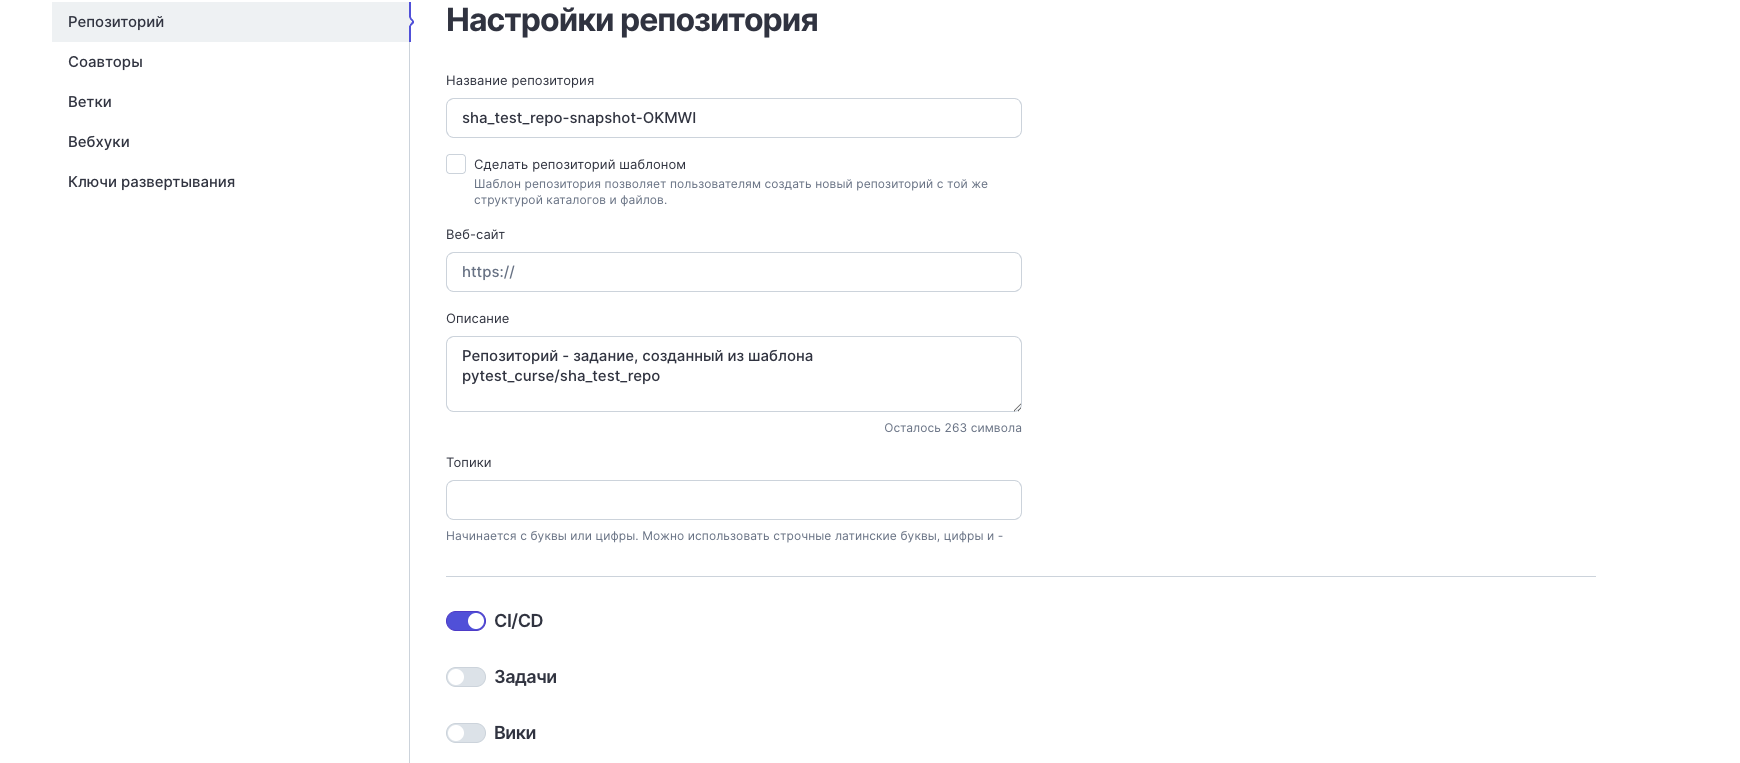 Репозиторий
Соавторы
Ветки
Вебхуки
Ключи развертывания
Настройки репозитория
Название репозитория
sha_test_repo-snapshot-OKMWI
Сделать репозиторий шаблоном
Шаблон репозитория позволяет пользователям создать новый репозиторий с той же
структурой каталогов и файлов.
Веб-сайт
https://
Описание
Репозиторий - задание, созданный из шаблона
pytest_curse/sha_test_repo
Осталось 263 символа
Топики
Начинается с буквы или цифры. Можно использовать строчные латинские буквы, цифры и -
CI/CD
Задачи
Вики